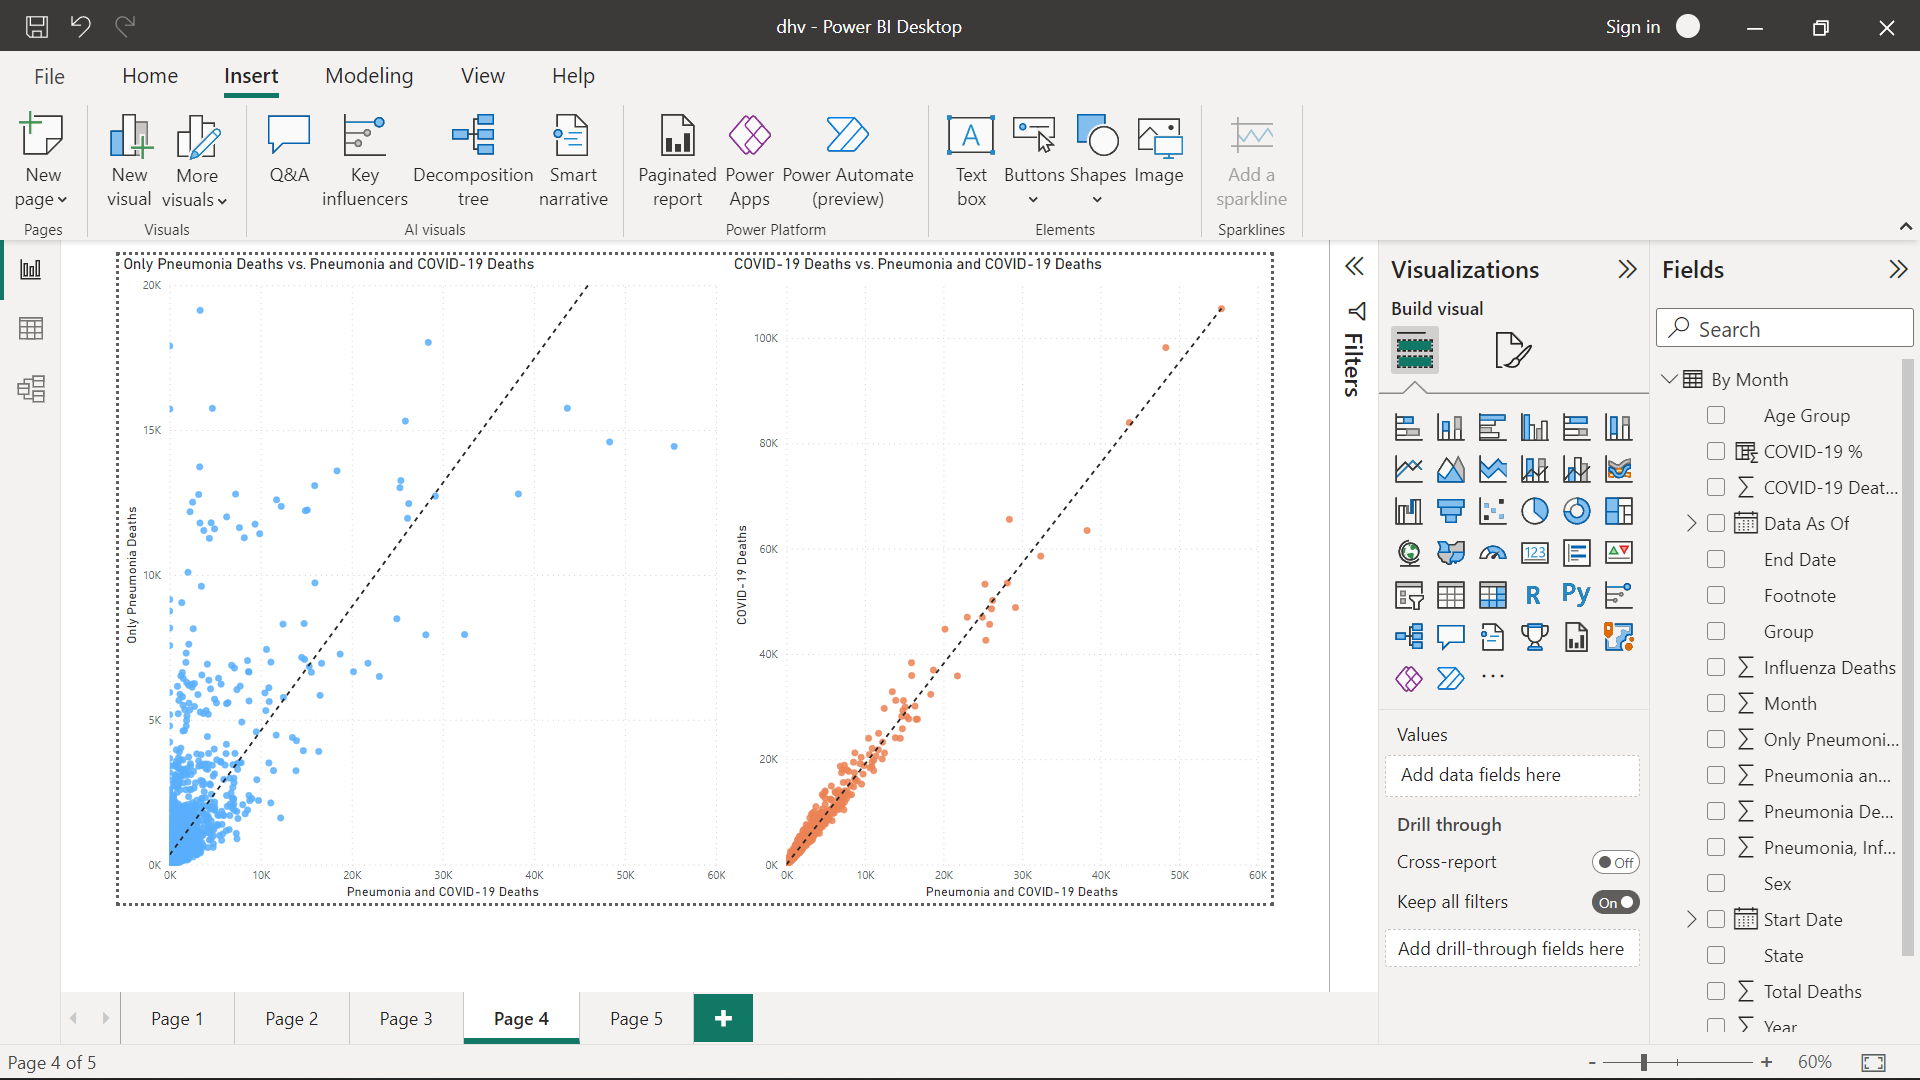 dhv - Power BI Desktop
Sign in
File Home Insert Modeling View Help
New page
New visual
More visuals
Q&A
Key influencers
Decomposition tree
Smart narrative
Paginated report
Power Apps
Power Automate (preview)
Text box
Buttons
Shapes
Image
Add a sparkline
Pages
Visuals
AI visuals
Power Platform
Elements
Sparklines
Only Pneumonia Deaths vs. Pneumonia and COVID-19 Deaths
20K
15K
10K
5K
0K
Only Pneumonia Deaths
0K 10K 20K 30K 40K 50K 60K
Pneumonia and COVID-19 Deaths
COVID-19 Deaths vs. Pneumonia and COVID-19 Deaths
100K
80K
60K
40K
20K
0K
COVID-19 Deaths
0K 10K 20K 30K 40K 50K 60K
Pneumonia and COVID-19 Deaths
Filters
Visualizations
Build visual
123
R
Py
...
Values
Add data fields here
Drill through
Cross-report
Off
Keep all filters
On
Add drill-through fields here
Fields
Search
By Month
Age Group
COVID-19 %
COVID-19 Deat...
Data As Of
End Date
Footnote
Group
Influenza Deaths
Month
Only Pneumoni...
Pneumonia an...
Pneumonia De...
Pneumonia, Inf...
Sex
Start Date
State
Total Deaths
Year
Page 1 Page 2 Page 3 Page 4 Page 5
Page 4 of 5
- + 60%